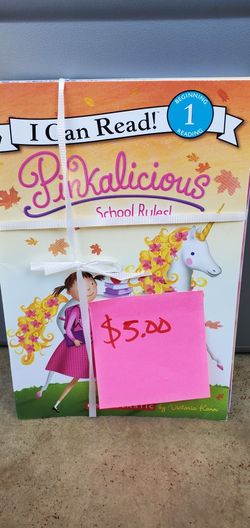 I Can Read!
BEGINNING
1
READING
Pinkalicious
School Rules!
$5.00
by Victoria Kann